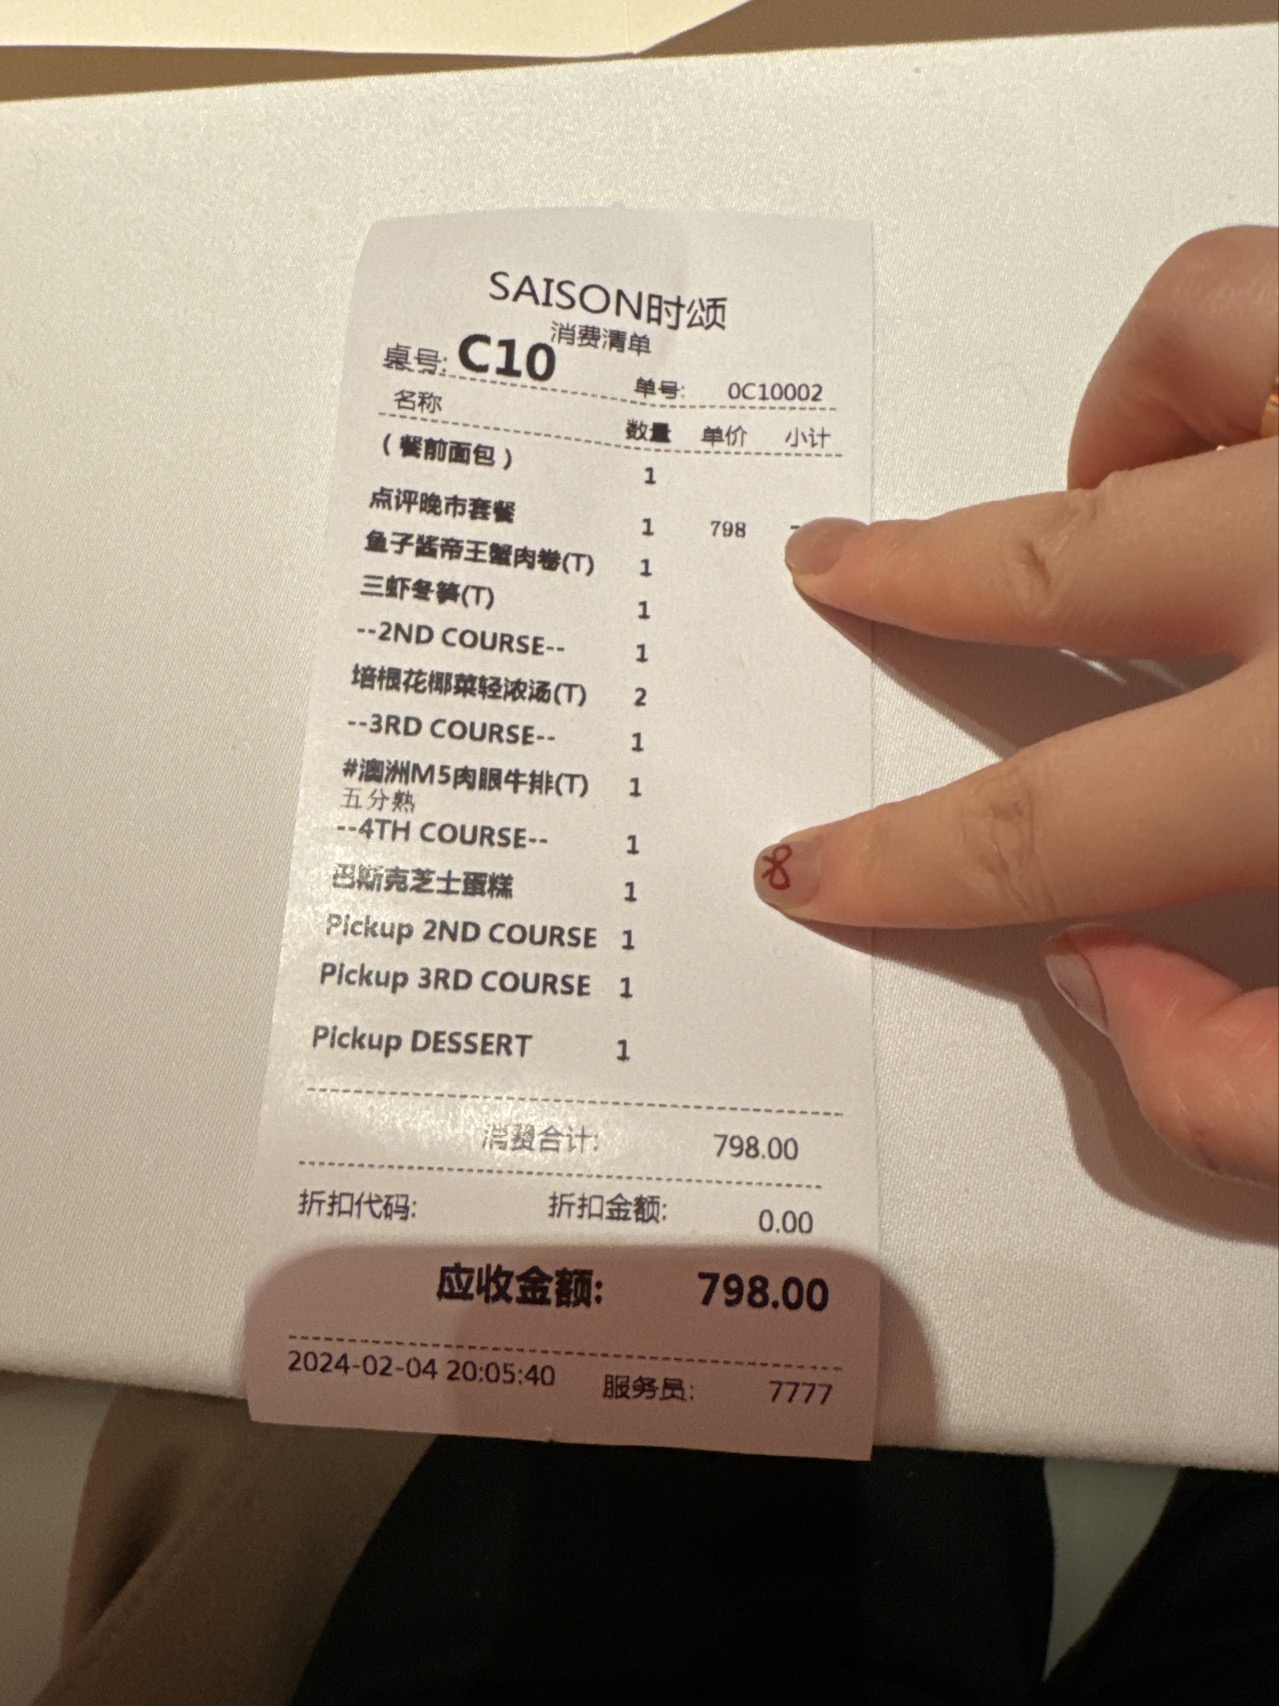 SAISON时颂
消费清单
桌号: C10 单号: 0C10002
名称 数量 单价 小计
(餐前面包) 1
点评晚市套餐 1 798
鱼子酱帝王蟹肉卷(T) 1
三虾冬笋(T) 1
--2ND COURSE-- 1
培根花椰菜轻浓汤(T) 2
--3RD COURSE-- 1
#澳洲M5肉眼牛排(T) 1
五分熟
--4TH COURSE-- 1
巴斯克芝士蛋糕 1
Pickup 2ND COURSE 1
Pickup 3RD COURSE 1
Pickup DESSERT 1
消费合计: 798.00
折扣代码: 折扣金额: 0.00
应收金额: 798.00
2024-02-04 20:05:40 服务员: 7777